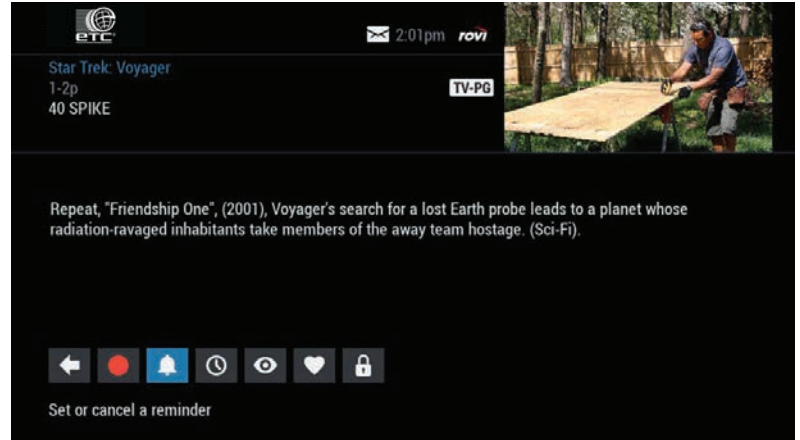 etc
2:01pm rovi
Star Trek: Voyager
1-2p
TV-PG
40 SPIKE
Repeat, "Friendship One", (2001), Voyager's search for a lost Earth probe leads to a planet whose
radiation-ravaged inhabitants take members of the away team hostage. (Sci-Fi).
Set or cancel a reminder